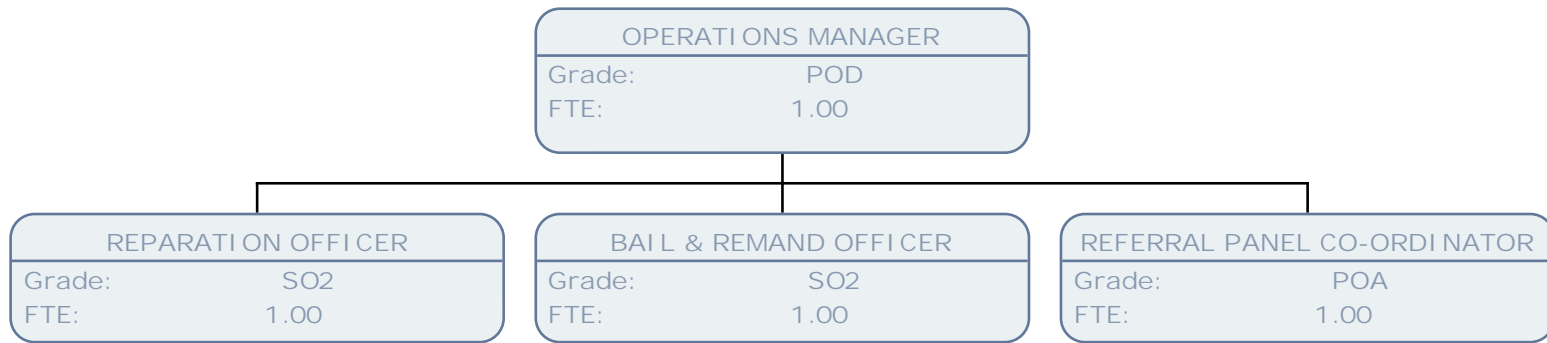 OPERATIONS MANAGER
Grade: POD
FTE: 1.00
REPARATION OFFICER
Grade: SO2
FTE: 1.00
BAIL & REMAND OFFICER
Grade: SO2
FTE: 1.00
REFERRAL PANEL CO-ORDINATOR
Grade: POA
FTE: 1.00